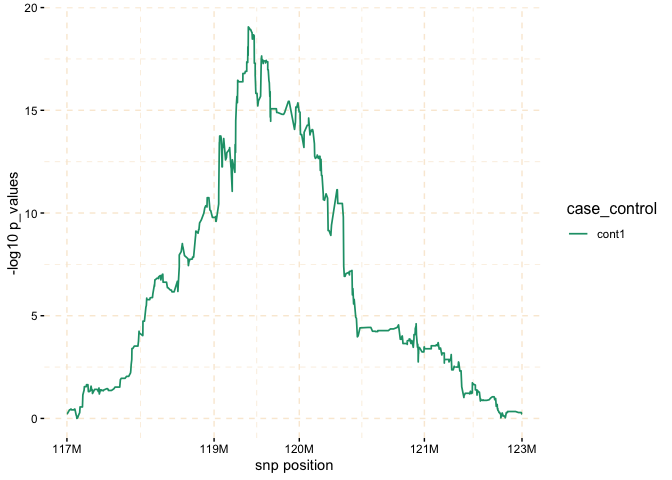 20
15
10
5
0
-log10 p_values
117M 119M 120M 121M 123M
snp position
case_control
cont1